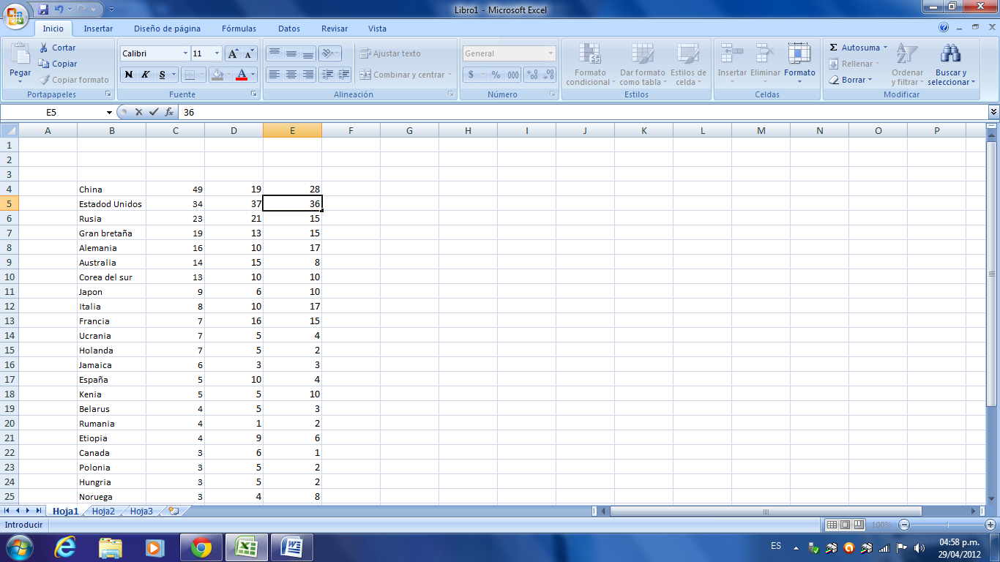 Libro1 - Microsoft Excel
Inicio Insertar Diseño de página Fórmulas Datos Revisar Vista
Pegar Cortar Copiar Copiar formato Portapapeles
Calibri 11 N K S Fuente
Ajustar texto Combinar y centrar Alineación
General $ % 000 Número
Formato condicional Dar formato como tabla Estilos de celda Estilos
Insertar Eliminar Formato Celdas
Σ Autosuma Rellenar Borrar Ordenar y filtrar Buscar y seleccionar Modificar
E5 fx 36
A B C D E F G H I J K L M N O P
1
2
3
4 China 49 19 28
5 Estadod Unidos 34 37 36
6 Rusia 23 21 15
7 Gran bretaña 19 13 15
8 Alemania 16 10 17
9 Australia 14 15 8
10 Corea del sur 13 10 10
11 Japon 9 6 10
12 Italia 8 10 17
13 Francia 7 16 15
14 Ucrania 7 5 4
15 Holanda 7 5 2
16 Jamaica 6 3 3
17 España 5 10 4
18 Kenia 5 5 10
19 Belarus 4 5 3
20 Rumania 4 1 2
21 Etiopia 4 9 6
22 Canada 3 6 1
23 Polonia 3 5 2
24 Hungria 3 5 2
25 Noruega 3 4 8
Hoja1 Hoja2 Hoja3
Introducir 100%
ES 04:58 p.m.
29/04/2012